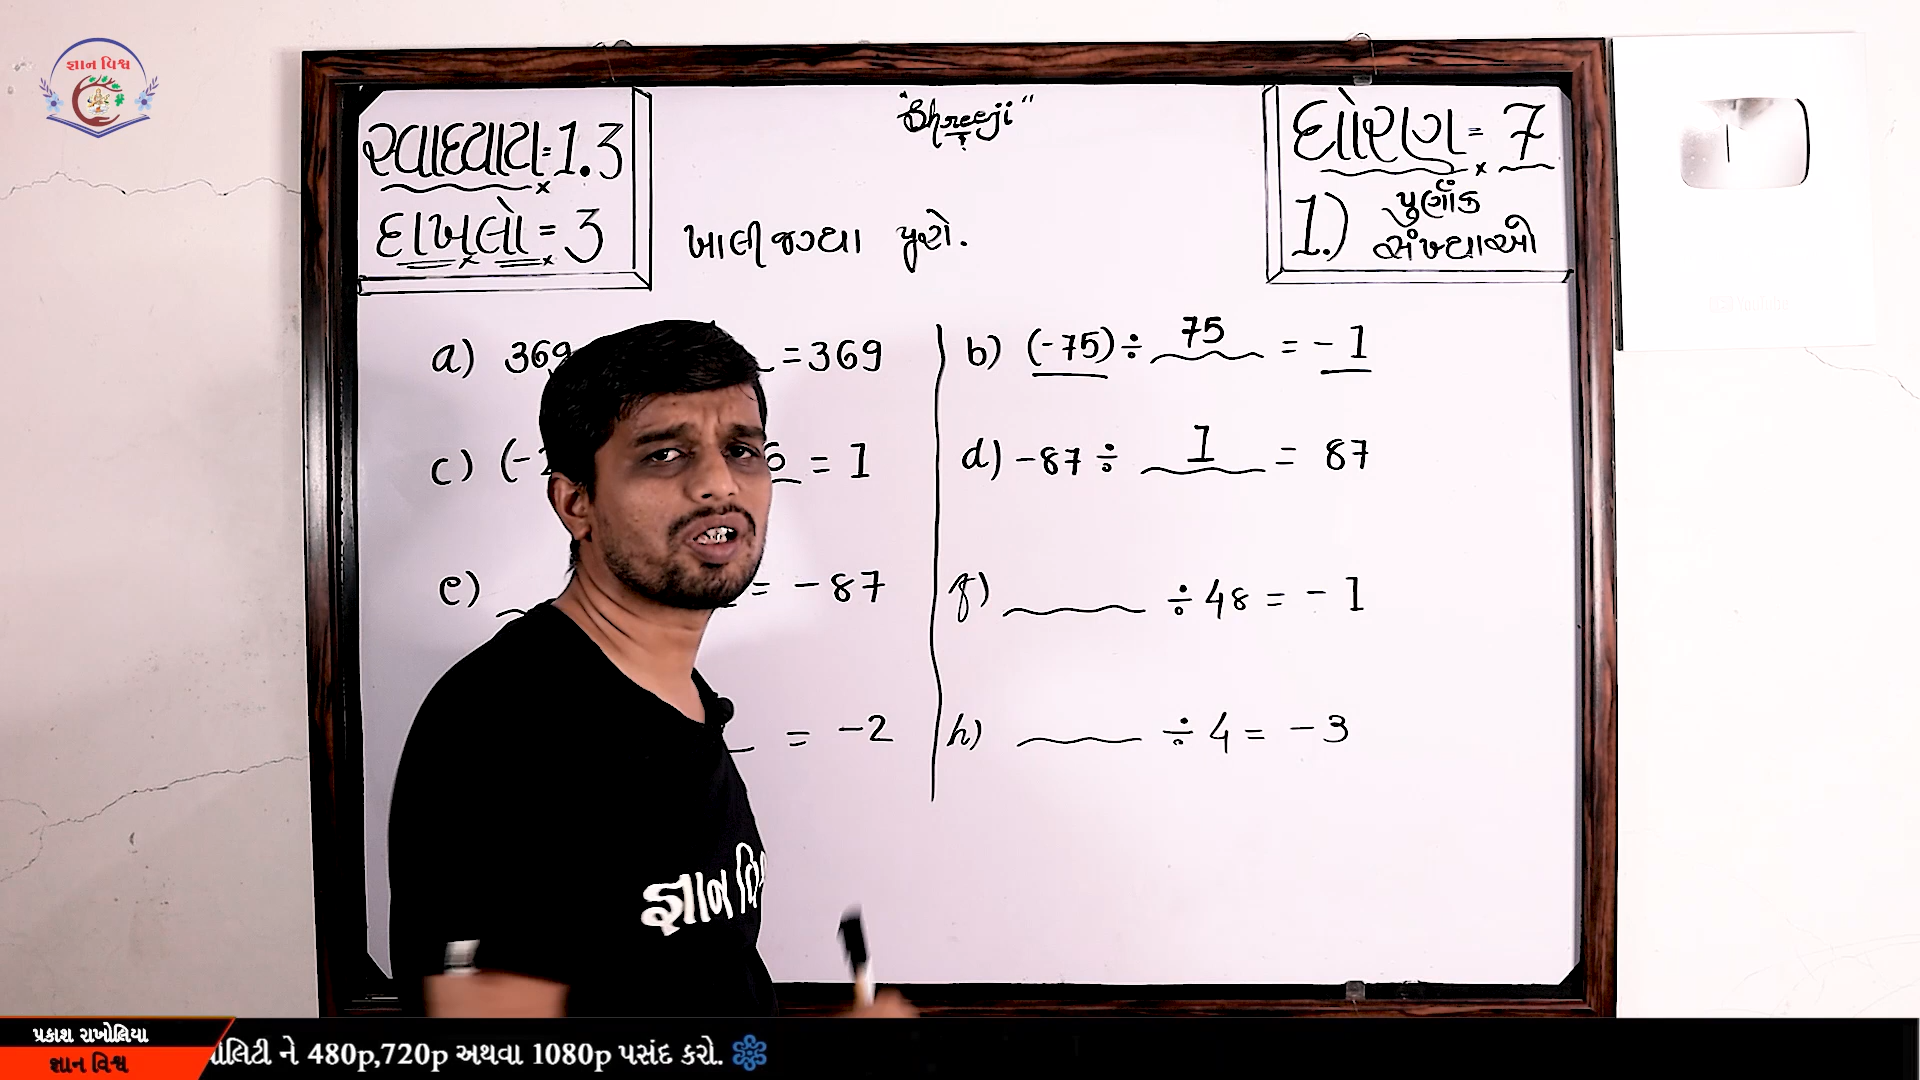 જ્ઞાન વિશ્વ
સ્વાધ્યાય = 1.3
દાખલો = 3
"Shreeji"
ખાલી જગ્યા પૂરો.
ધોરણ = 7
1.) પુર્ણાંક
સંખ્યાઓ
a) 369 = 369
b) (-75) ÷ 75 = -1
c) (- = 1
d) -87 ÷ 1 = 87
e) = -87
f) ÷ 48 = -1
= -2
h) ÷ 4 = -3
જ્ઞાન
પ્રકાશ રાખોલિયા
જ્ઞાન વિશ્વ
ને 480p,720p અથવા 1080p પસંદ કરો.